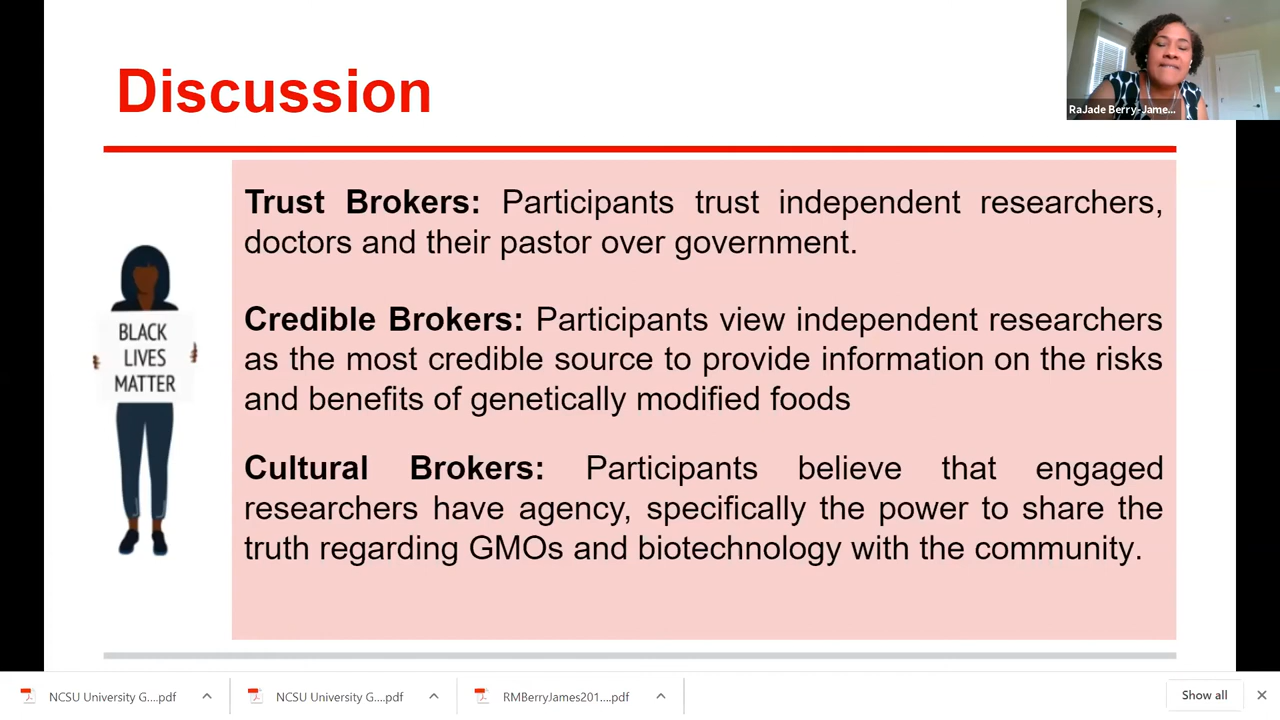 Discussion
RaJade Berry-Jame...
Trust Brokers: Participants trust independent researchers,
doctors and their pastor over government.
BLACK
LIVES
MATTER
Credible Brokers: Participants view independent researchers
as the most credible source to provide information on the risks
and benefits of genetically modified foods
Cultural Brokers: Participants believe that engaged
researchers have agency, specifically the power to share the
truth regarding GMOs and biotechnology with the community.
NCSU University G....pdf
NCSU University G....pdf
RMBerryJames201....pdf
Show all